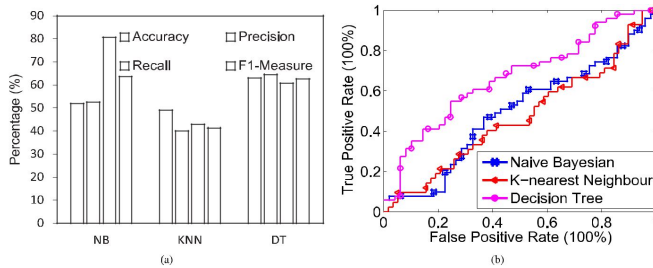 90
80
70
60
50
40
30
20
10
0
Percentage (%)
Accuracy
Precision
Recall
F1-Measure
NB
KNN
DT
(a)
1
0.8
0.6
0.4
0.2
0
True Positive Rate (100%)
Naive Bayesian
K-nearest Neighbour
Decision Tree
0
0.2
0.4
0.6
0.8
1
False Positive Rate (100%)
(b)